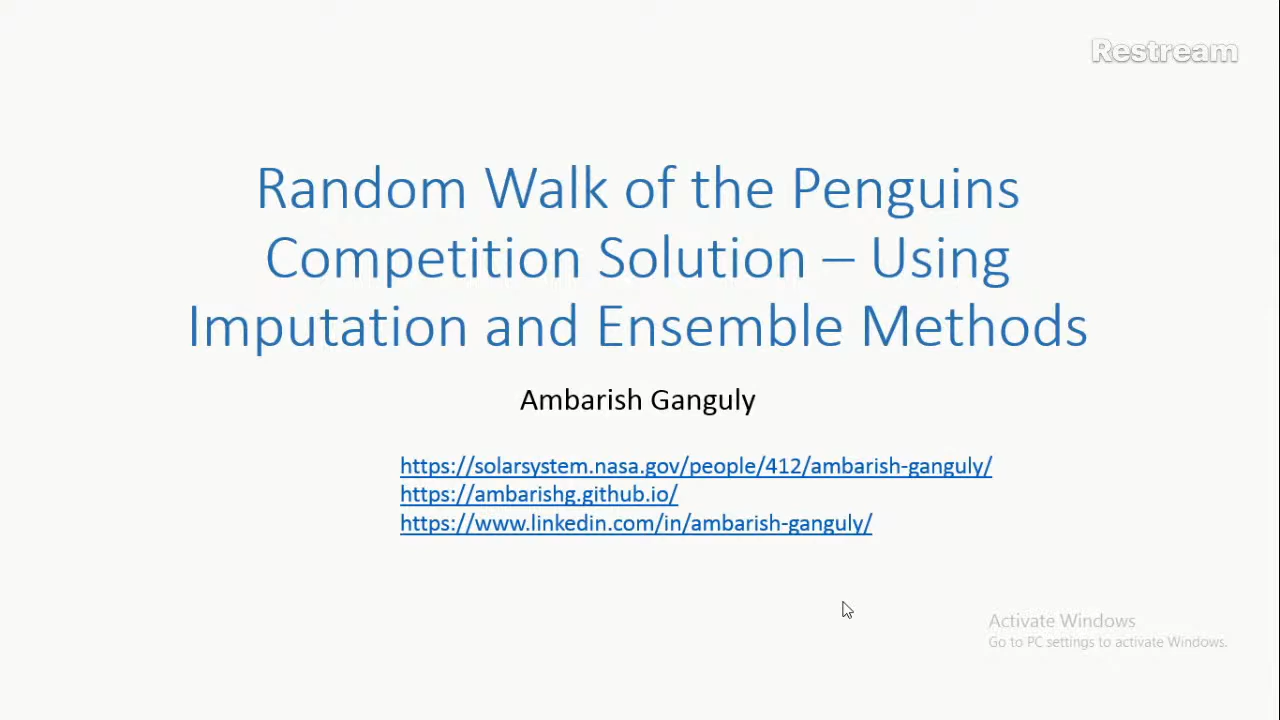 Restream
Random Walk of the Penguins
Competition Solution – Using
Imputation and Ensemble Methods
Ambarish Ganguly
https://solarsystem.nasa.gov/people/412/ambarish-ganguly/
https://ambarishg.github.io/
https://www.linkedin.com/in/ambarish-ganguly/
Activate Windows
Go to PC settings to activate Windows.